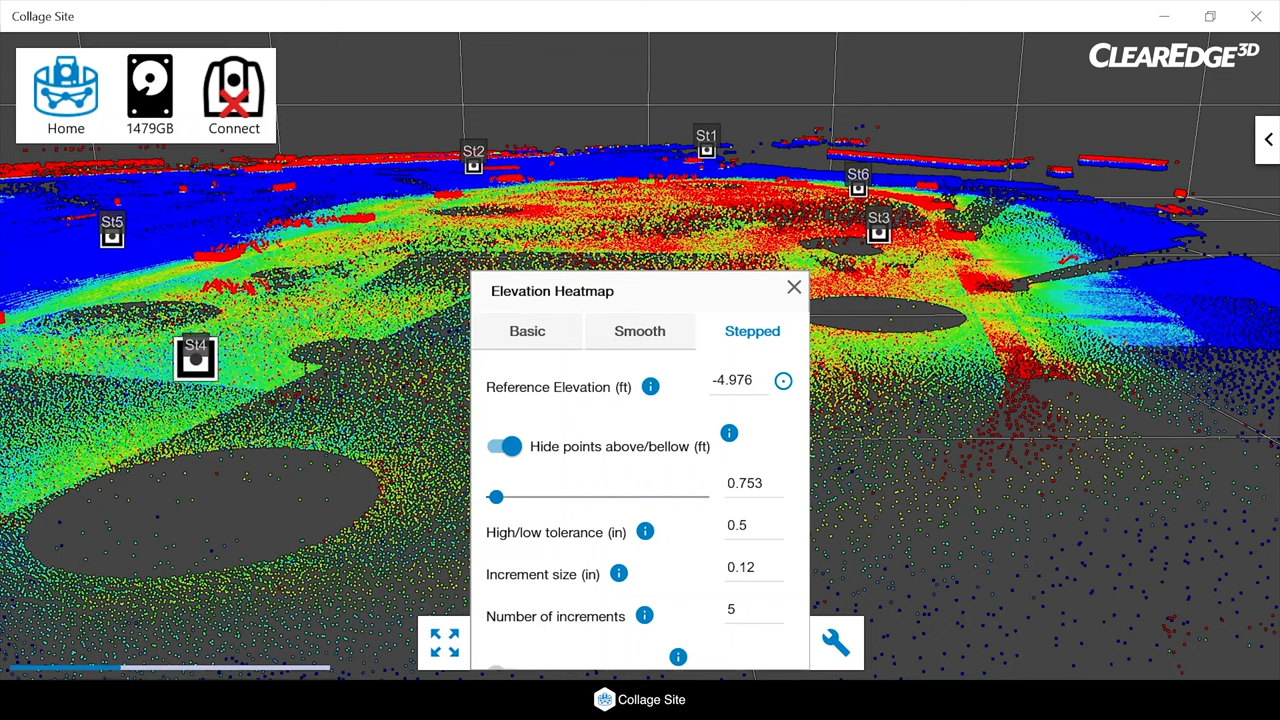 Collage Site
CLEAREDGE3D
Home
1479GB
Connect
St1
St2
St6
St3
St5
St4
Elevation Heatmap
Basic
Smooth
Stepped
Reference Elevation (ft)
-4.976
Hide points above/bellow (ft)
0.753
High/low tolerance (in)
0.5
Increment size (in)
0.12
Number of increments
5
Collage Site